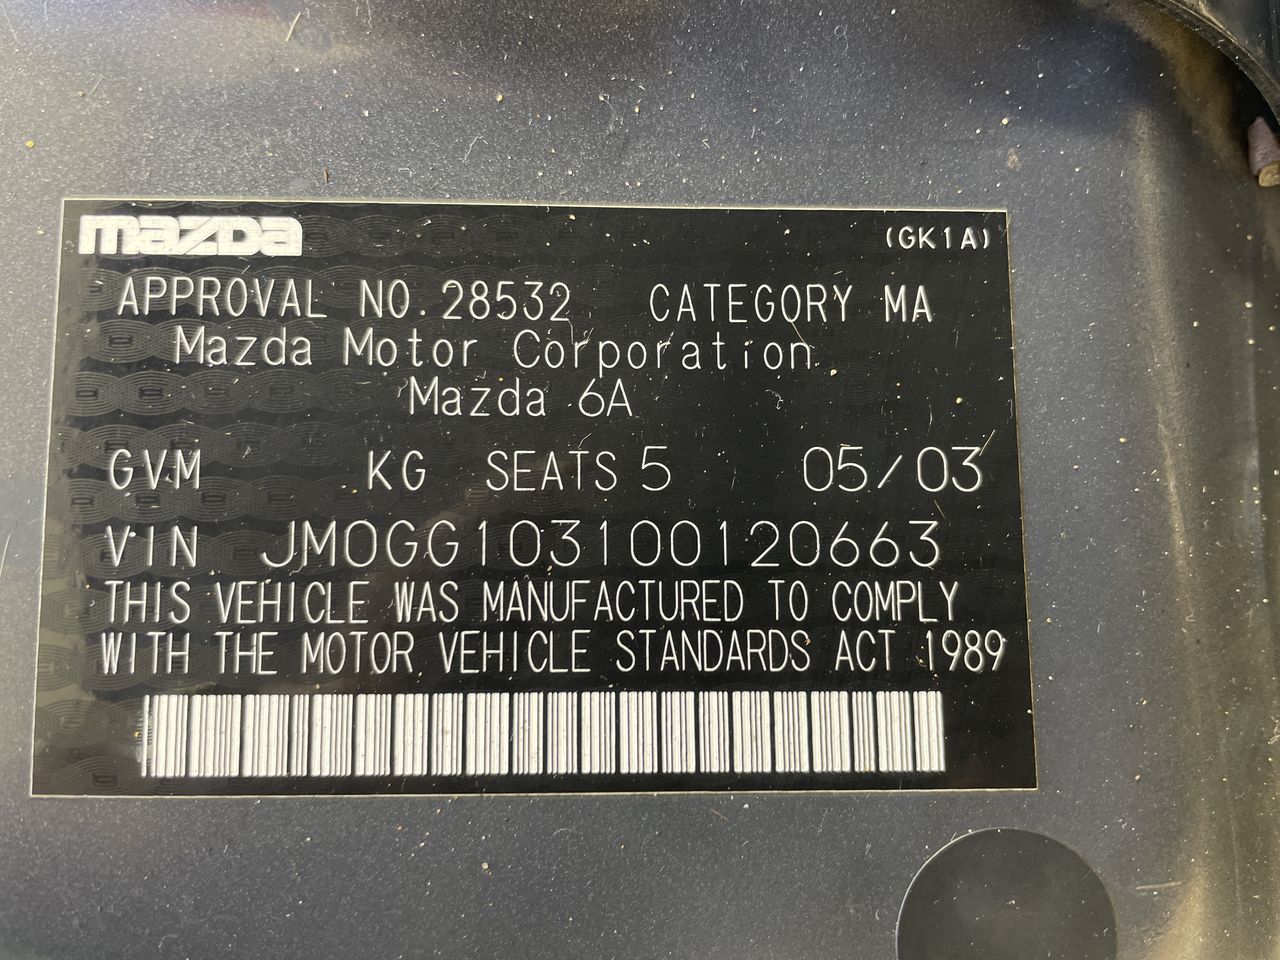 mazda
(GK1A)
APPROVAL NO.28532 CATEGORY MA
Mazda Motor Corporation
Mazda 6A
GVM KG SEATS 5 05/03
VIN JM0GG103100120663
THIS VEHICLE WAS MANUFACTURED TO COMPLY
WITH THE MOTOR VEHICLE STANDARDS ACT 1989